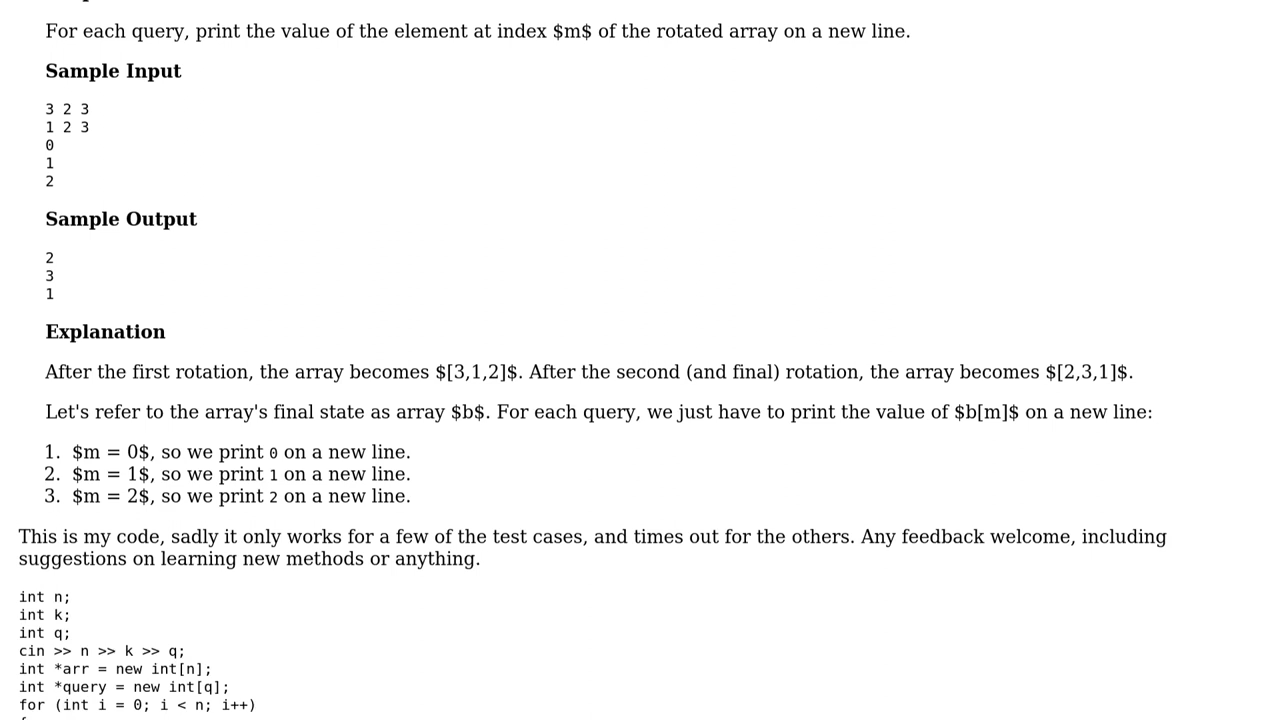 For each query, print the value of the element at index $m$ of the rotated array on a new line.
Sample Input
3 2 3
1 2 3
0
1
2
Sample Output
2
3
1
Explanation
After the first rotation, the array becomes $[3,1,2]$. After the second (and final) rotation, the array becomes $[2,3,1]$.
Let's refer to the array's final state as array $b$. For each query, we just have to print the value of $b[m]$ on a new line:
1. $m = 0$, so we print 0 on a new line.
2. $m = 1$, so we print 1 on a new line.
3. $m = 2$, so we print 2 on a new line.
This is my code, sadly it only works for a few of the test cases, and times out for the others. Any feedback welcome, including
suggestions on learning new methods or anything.
int n;
int k;
int q;
cin >> n >> k >> q;
int *arr = new int[n];
int *query = new int[q];
for (int i = 0; i < n; i++)